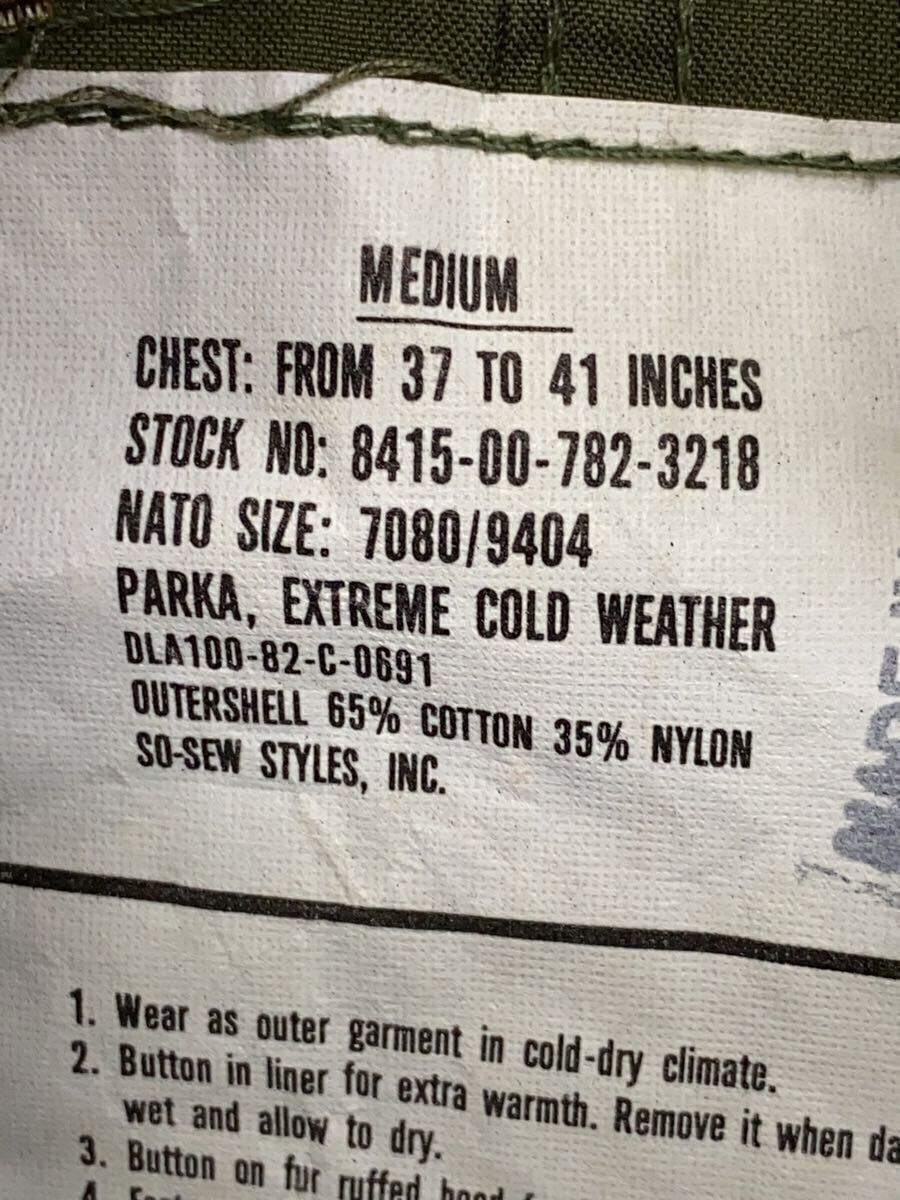 MEDIUM
CHEST: FROM 37 TO 41 INCHES
STOCK NO: 8415-00-782-3218
NATO SIZE: 7080/9404
PARKA, EXTREME COLD WEATHER
DLA100-82-C-0691
OUTERSHELL 65% COTTON 35% NYLON
SO-SEW STYLES, INC.
1. Wear as outer garment in cold-dry climate.
2. Button in liner for extra warmth. Remove it when
wet and allow to dry.
3. Button on fur ruffed hood